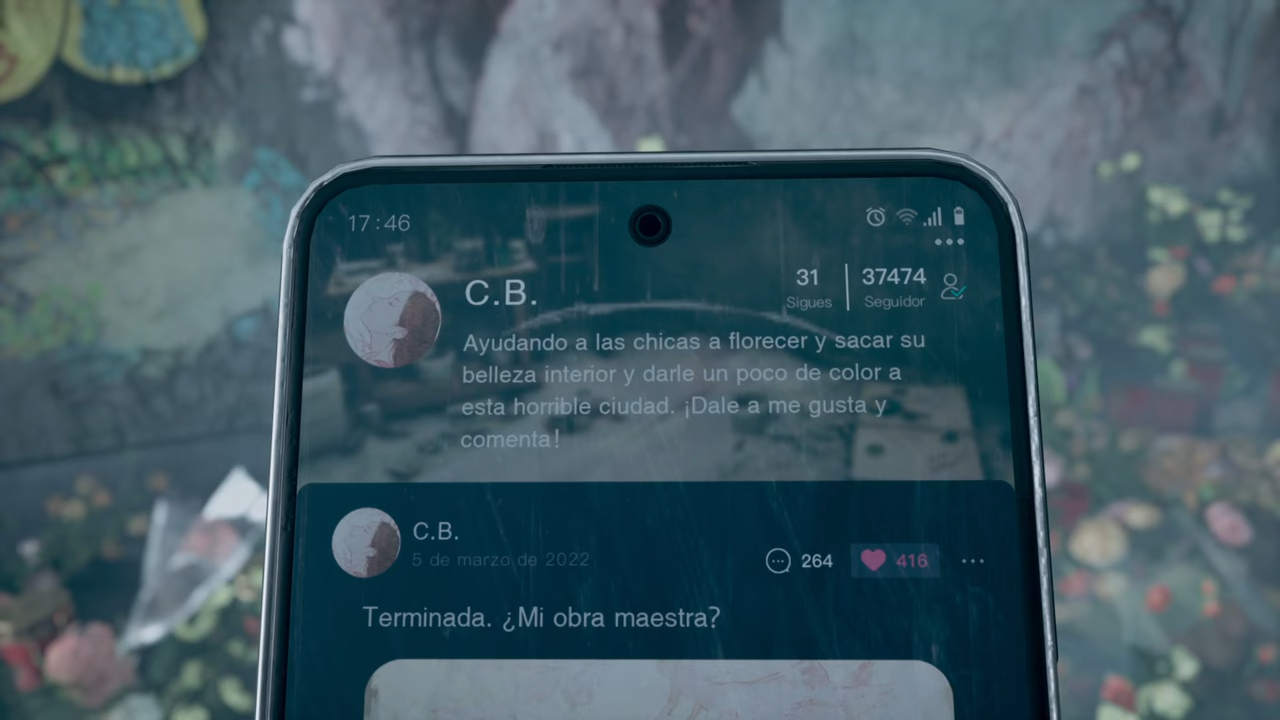 17:46
C.B.
31
Sigues
37474
Seguidor
Ayudando a las chicas a florecer y sacar su
belleza interior y darle un poco de color a
esta horrible ciudad. ¡Dale a me gusta y
comenta!
C.B.
5 de marzo de 2022
264
416
Terminada. ¿Mi obra maestra?